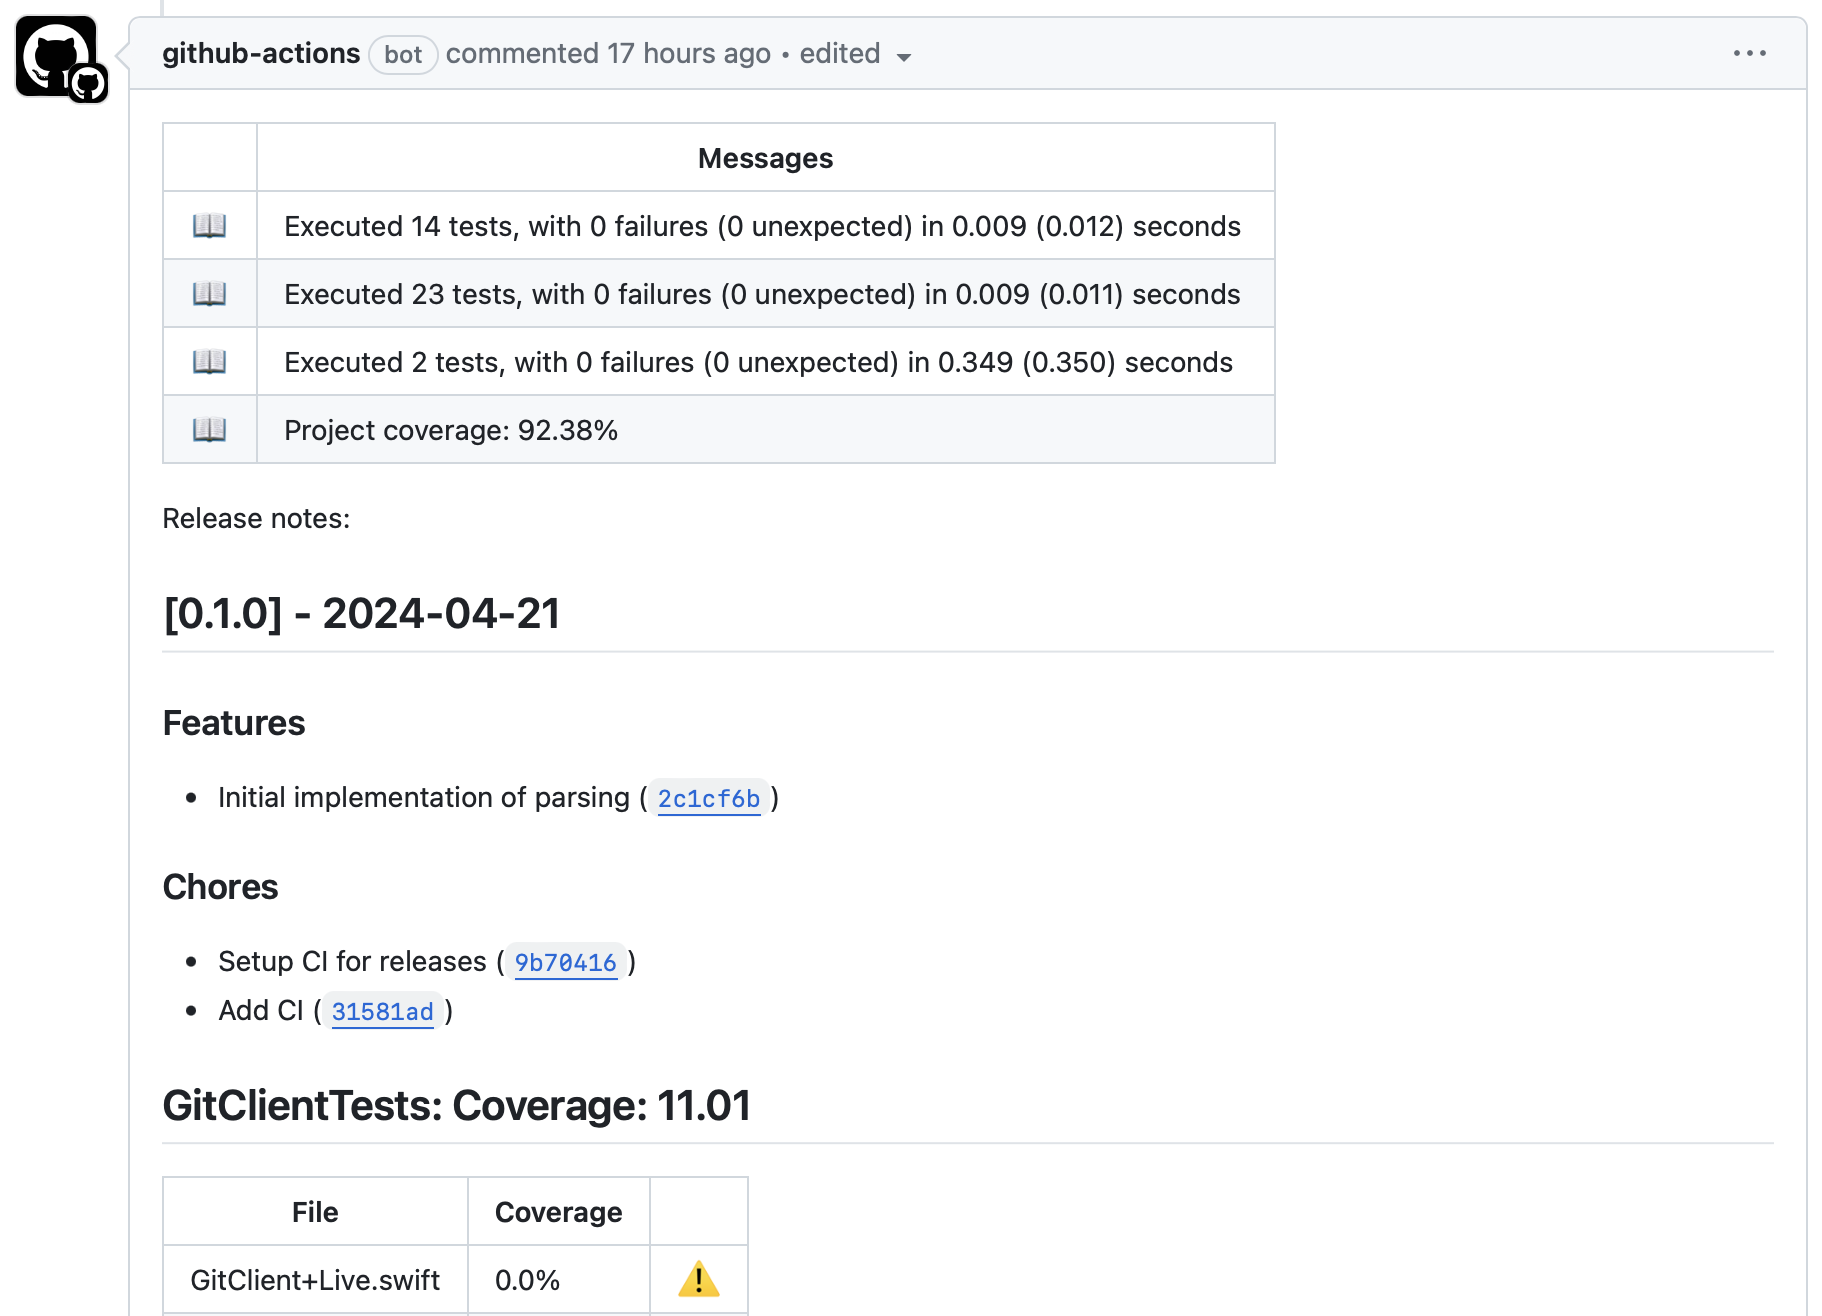 github-actions bot commented 17 hours ago • edited
Messages
Executed 14 tests, with 0 failures (0 unexpected) in 0.009 (0.012) seconds
Executed 23 tests, with 0 failures (0 unexpected) in 0.009 (0.011) seconds
Executed 2 tests, with 0 failures (0 unexpected) in 0.349 (0.350) seconds
Project coverage: 92.38%
Release notes:
[0.1.0] - 2024-04-21
Features
• Initial implementation of parsing (2c1cf6b)
Chores
• Setup CI for releases (9b70416)
• Add CI (31581ad)
GitClientTests: Coverage: 11.01
File Coverage
GitClient+Live.swift 0.0%